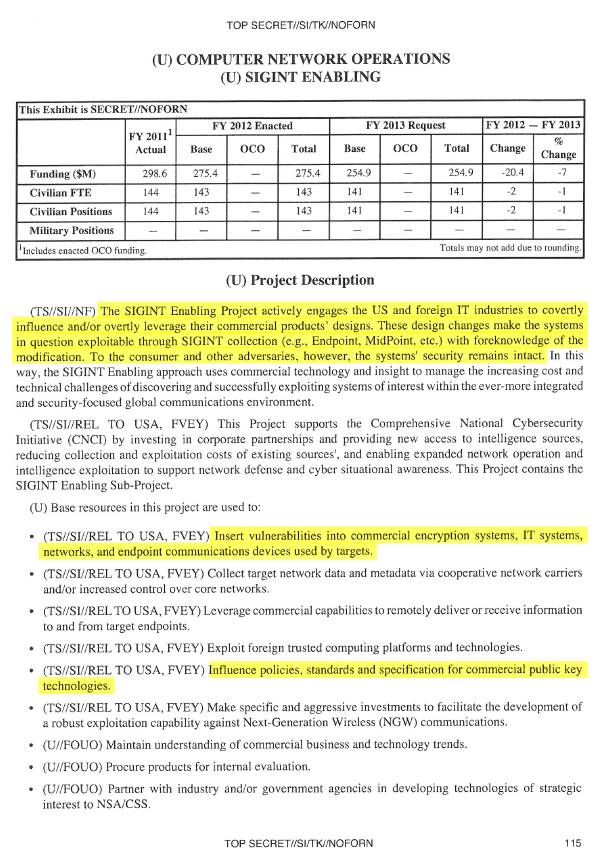 TOP SECRET//SI/TK//NOFORN
(U) COMPUTER NETWORK OPERATIONS
(U) SIGINT ENABLING
This Exhibit is SECRET//NOFORN
FY 2011¹ Actual | FY 2012 Enacted | FY 2013 Request | FY 2012 — FY 2013
Base | OCO | Total | Base | OCO | Total | Change | % Change
Funding ($M) | 298.6 | 275.4 | — | 275.4 | 254.9 | — | 254.9 | -20.4 | -7
Civilian FTE | 144 | 143 | — | 143 | 141 | — | 141 | -2 | -1
Civilian Positions | 144 | 143 | — | 143 | 141 | — | 141 | -2 | -1
Military Positions | — | — | — | — | — | — | — | — | —
¹Includes enacted OCO funding. Totals may not add due to rounding.
(U) Project Description
(TS//SI//NF) The SIGINT Enabling Project actively engages the US and foreign IT industries to covertly
influence and/or overtly leverage their commercial products' designs. These design changes make the systems
in question exploitable through SIGINT collection (e.g., Endpoint, MidPoint, etc.) with foreknowledge of the
modification. To the consumer and other adversaries, however, the systems' security remains intact. In this
way, the SIGINT Enabling approach uses commercial technology and insight to manage the increasing cost and
technical challenges of discovering and successfully exploiting systems of interest within the ever-more integrated
and security-focused global communications environment.
(TS//SI//REL TO USA, FVEY) This Project supports the Comprehensive National Cybersecurity
Initiative (CNCI) by investing in corporate partnerships and providing new access to intelligence sources,
reducing collection and exploitation costs of existing sources', and enabling expanded network operation and
intelligence exploitation to support network defense and cyber situational awareness. This Project contains the
SIGINT Enabling Sub-Project.
(U) Base resources in this project are used to:
• (TS//SI//REL TO USA, FVEY) Insert vulnerabilities into commercial encryption systems, IT systems,
networks, and endpoint communications devices used by targets.
• (TS//SI//REL TO USA, FVEY) Collect target network data and metadata via cooperative network carriers
and/or increased control over core networks.
• (TS//SI//REL TO USA, FVEY) Leverage commercial capabilities to remotely deliver or receive information
to and from target endpoints.
• (TS//SI//REL TO USA, FVEY) Exploit foreign trusted computing platforms and technologies.
• (TS//SI//REL TO USA, FVEY) Influence policies, standards and specification for commercial public key
technologies.
• (TS//SI//REL TO USA, FVEY) Make specific and aggressive investments to facilitate the development of
a robust exploitation capability against Next-Generation Wireless (NGW) communications.
• (U//FOUO) Maintain understanding of commercial business and technology trends.
• (U//FOUO) Procure products for internal evaluation.
• (U//FOUO) Partner with industry and/or government agencies in developing technologies of strategic
interest to NSA/CSS.
TOP SECRET//SI/TK//NOFORN 115